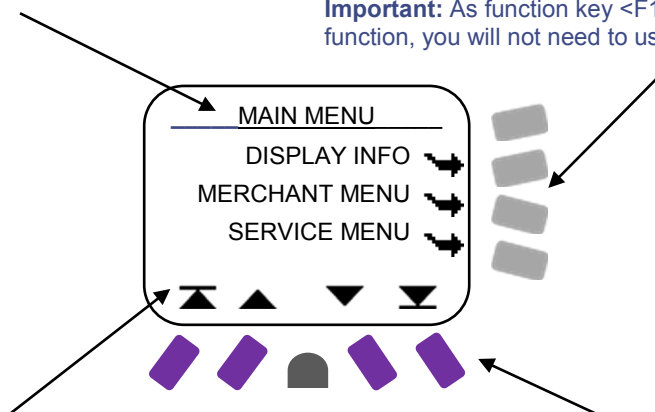 Important: As function key <F1
function, you will not need to us
MAIN MENU
DISPLAY INFO
MERCHANT MENU
SERVICE MENU